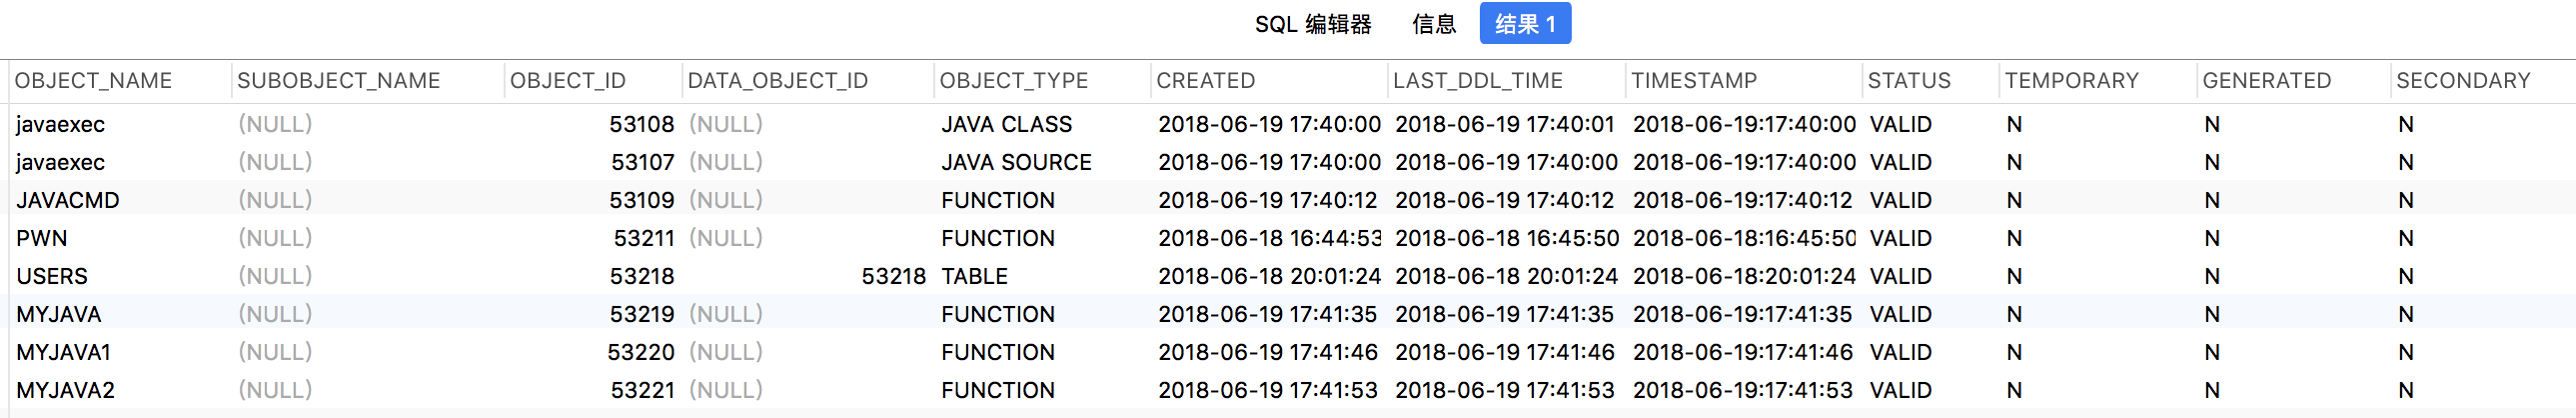 SQL 编辑器 信息 结果 1
OBJECT_NAME SUBOBJECT_NAME OBJECT_ID DATA_OBJECT_ID OBJECT_TYPE CREATED LAST_DDL_TIME TIMESTAMP STATUS TEMPORARY GENERATED SECONDARY
javaexec (NULL) 53108 (NULL) JAVA CLASS 2018-06-19 17:40:00 2018-06-19 17:40:01 2018-06-19:17:40:00 VALID N N N
javaexec (NULL) 53107 (NULL) JAVA SOURCE 2018-06-19 17:40:00 2018-06-19 17:40:00 2018-06-19:17:40:00 VALID N N N
JAVACMD (NULL) 53109 (NULL) FUNCTION 2018-06-19 17:40:12 2018-06-19 17:40:12 2018-06-19:17:40:12 VALID N N N
PWN (NULL) 53211 (NULL) FUNCTION 2018-06-18 16:44:53 2018-06-18 16:45:50 2018-06-18:16:45:50 VALID N N N
USERS (NULL) 53218 53218 TABLE 2018-06-18 20:01:24 2018-06-18 20:01:24 2018-06-18:20:01:24 VALID N N N
MYJAVA (NULL) 53219 (NULL) FUNCTION 2018-06-19 17:41:35 2018-06-19 17:41:35 2018-06-19:17:41:35 VALID N N N
MYJAVA1 (NULL) 53220 (NULL) FUNCTION 2018-06-19 17:41:46 2018-06-19 17:41:46 2018-06-19:17:41:46 VALID N N N
MYJAVA2 (NULL) 53221 (NULL) FUNCTION 2018-06-19 17:41:53 2018-06-19 17:41:53 2018-06-19:17:41:53 VALID N N N